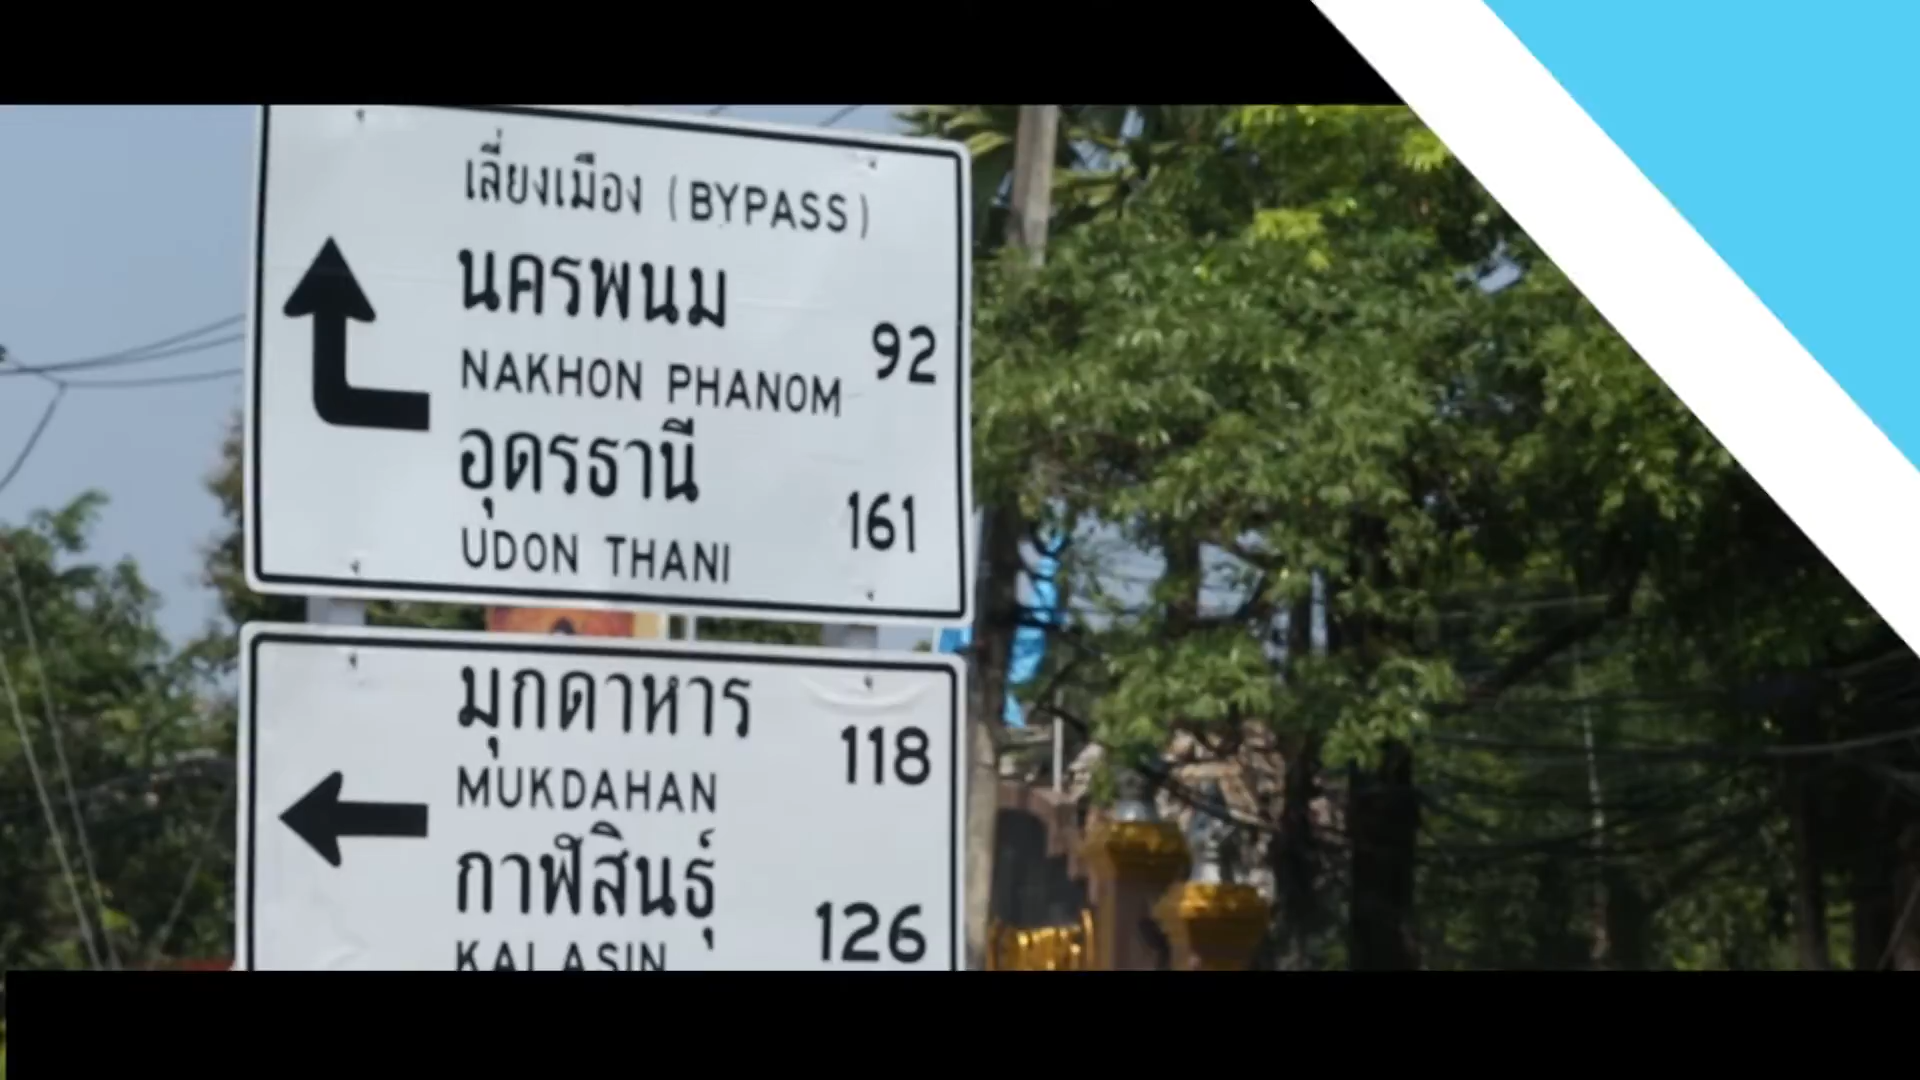 เลี่ยงเมือง (BYPASS)
นครพนม
NAKHON PHANOM 92
อุดรธานี
UDON THANI 161
มุกดาหาร
MUKDAHAN 118
กาฬสินธุ์
KALASIN 126